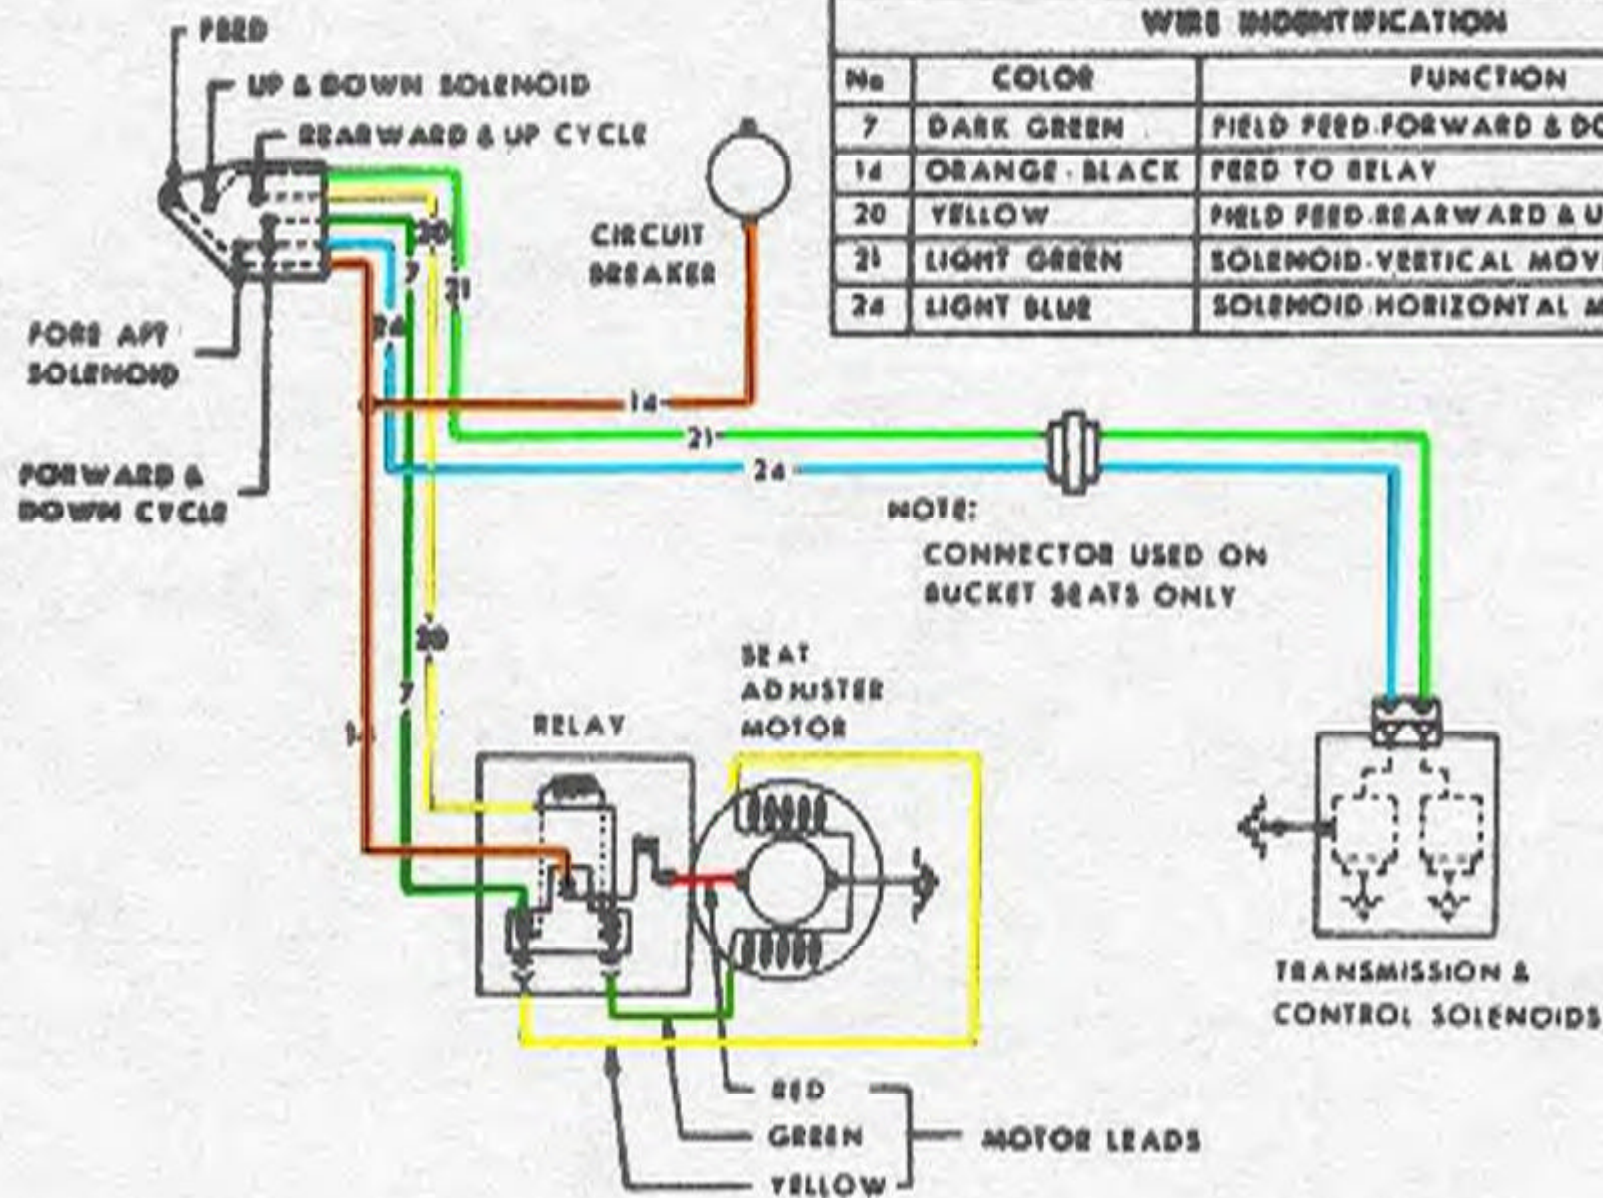 FEED
UP & DOWN SOLENOID
REARWARD & UP CYCLE
CIRCUIT
BREAKER
FORE AFT
SOLENOID
FORWARD &
DOWN CYCLE
WIRE INDENTIFICATION
No COLOR FUNCTION
7 DARK GREEN FIELD FEED-FORWARD & DO
14 ORANGE-BLACK FEED TO RELAY
20 YELLOW FIELD FEED-REARWARD & U
21 LIGHT GREEN SOLENOID-VERTICAL MOV
24 LIGHT BLUE SOLENOID-HORIZONTAL M
20
7
21
24
14
21
24
NOTE:
CONNECTOR USED ON
BUCKET SEATS ONLY
20
7
14
RELAY
SEAT
ADJUSTER
MOTOR
TRANSMISSION &
CONTROL SOLENOIDS
RED
GREEN
YELLOW
MOTOR LEADS